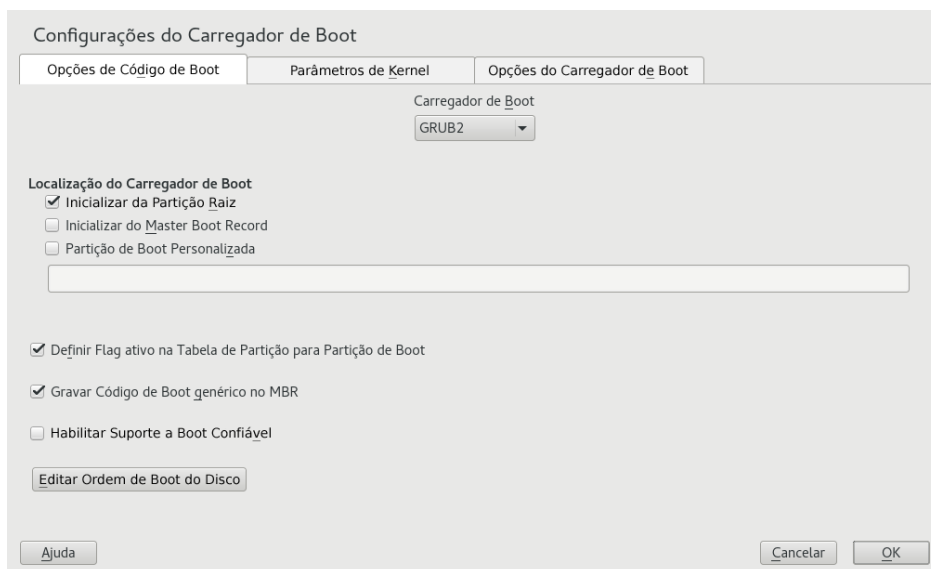 Configurações do Carregador de Boot
Opções de Código de Boot
Parâmetros de Kernel
Opções do Carregador de Boot
Carregador de Boot
GRUB2
Localização do Carregador de Boot
Inicializar da Partição Raiz
Inicializar do Master Boot Record
Partição de Boot Personalizada
Definir Flag ativo na Tabela de Partição para Partição de Boot
Gravar Código de Boot genérico no MBR
Habilitar Suporte a Boot Confiável
Editar Ordem de Boot do Disco
Ajuda
Cancelar
OK